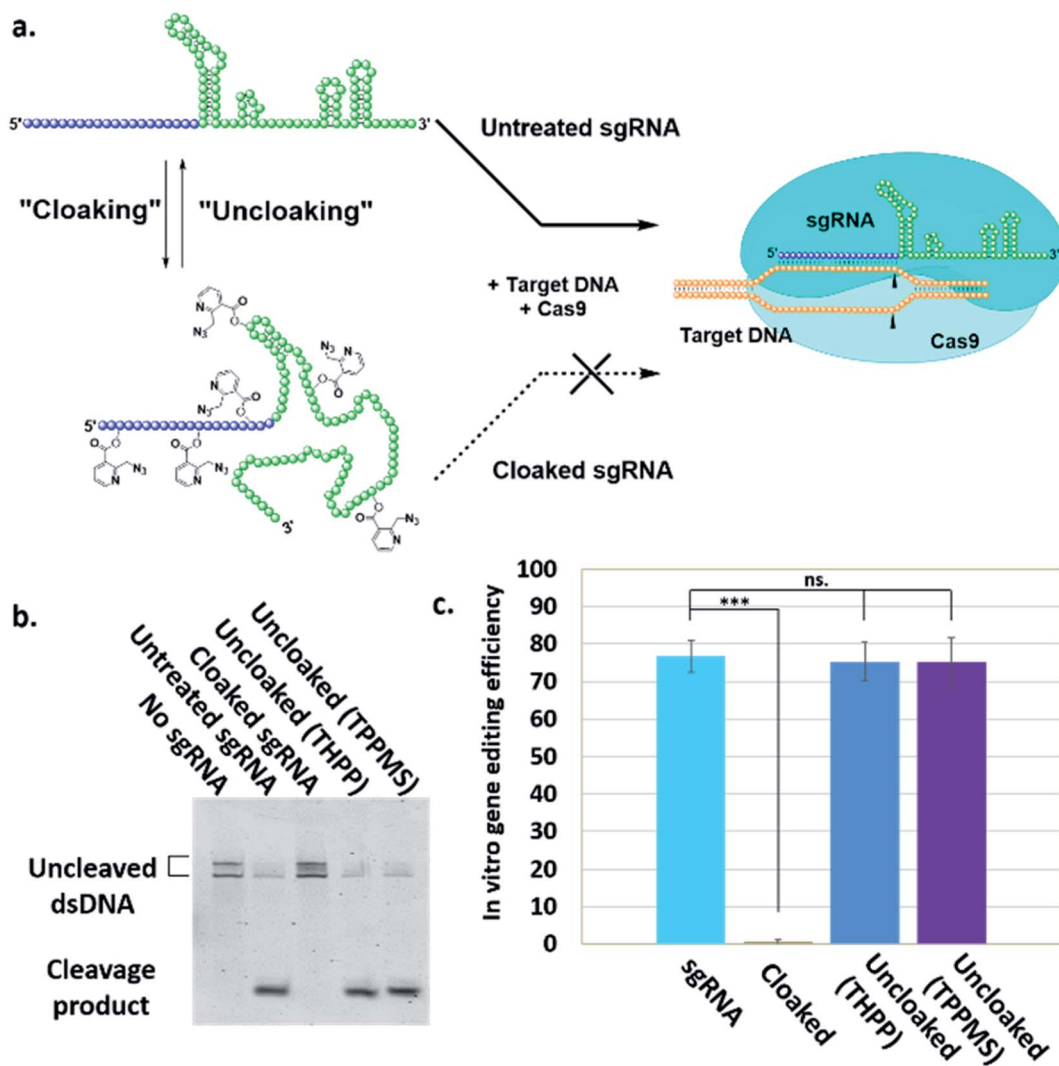 a.
5'
3'
Untreated sgRNA
"Cloaking"
"Uncloaking"
sgRNA
5'
3'
+ Target DNA
+ Cas9
Target DNA
Cas9
N
N3
O
O
N
N3
O
O
N
N3
O
O
5'
O
O
N
N3
O
O
N
N3
3'
O
O
N
N3
Cloaked sgRNA
b.
No sgRNA
Untreated sgRNA
Cloaked sgRNA
Uncloaked (THPP)
Uncloaked (TPPMS)
Uncleaved
dsDNA
Cleavage
product
c.
In vitro gene editing efficiency
100
90
80
70
60
50
40
30
20
10
0
ns.
***
sgRNA
Cloaked
Uncloaked
(THPP)
Uncloaked
(TPPMS)